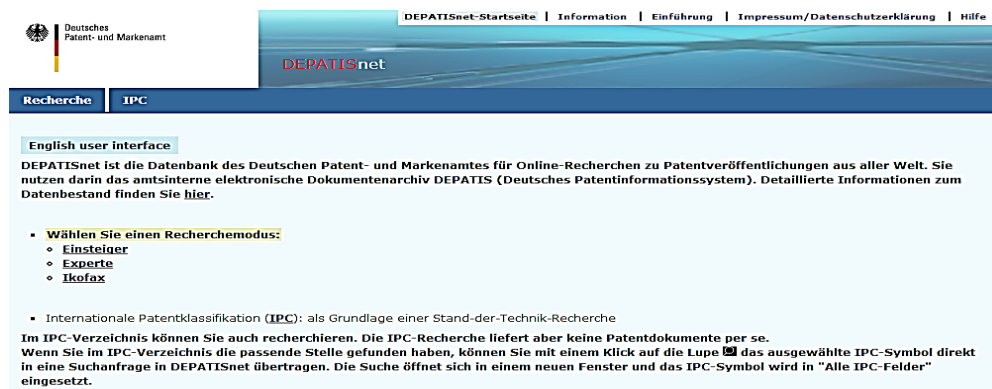 Deutsches
Patent- und Markenamt
DEPATISnet-Startseite | Information | Einführung | Impressum/Datenschutzerklärung | Hilfe
DEPATISnet
Recherche IPC
English user interface
DEPATISnet ist die Datenbank des Deutschen Patent- und Markenamtes für Online-Recherchen zu Patentveröffentlichungen aus aller Welt. Sie
nutzen darin das amtsinterne elektronische Dokumentenarchiv DEPATIS (Deutsches Patentinformationssystem). Detaillierte Informationen zum
Datenbestand finden Sie hier.
Wählen Sie einen Recherchemodus:
Einsteiger
Experte
Ikofax
Internationale Patentklassifikation (IPC): als Grundlage einer Stand-der-Technik-Recherche
Im IPC-Verzeichnis können Sie auch recherchieren. Die IPC-Recherche liefert aber keine Patentdokumente per se.
Wenn Sie im IPC-Verzeichnis die passende Stelle gefunden haben, können Sie mit einem Klick auf die Lupe das ausgewählte IPC-Symbol direkt
in eine Suchanfrage in DEPATISnet übertragen. Die Suche öffnet sich in einem neuen Fenster und das IPC-Symbol wird in "Alle IPC-Felder"
eingesetzt.